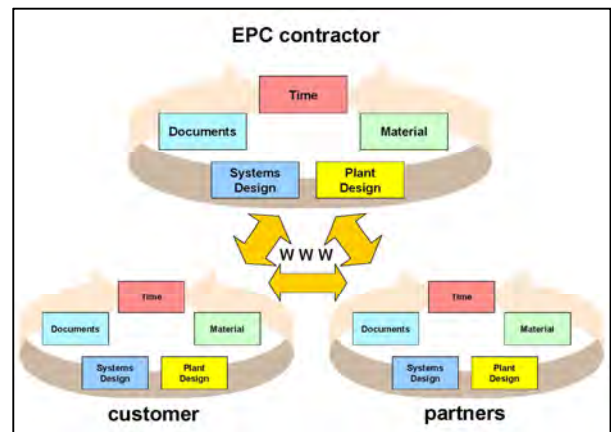 EPC contractor
Time
Documents
Material
Systems
Design
Plant
Design
W W W
Time
Documents
Material
Systems
Design
Plant
Design
customer
Time
Documents
Material
Systems
Design
Plant
Design
partners